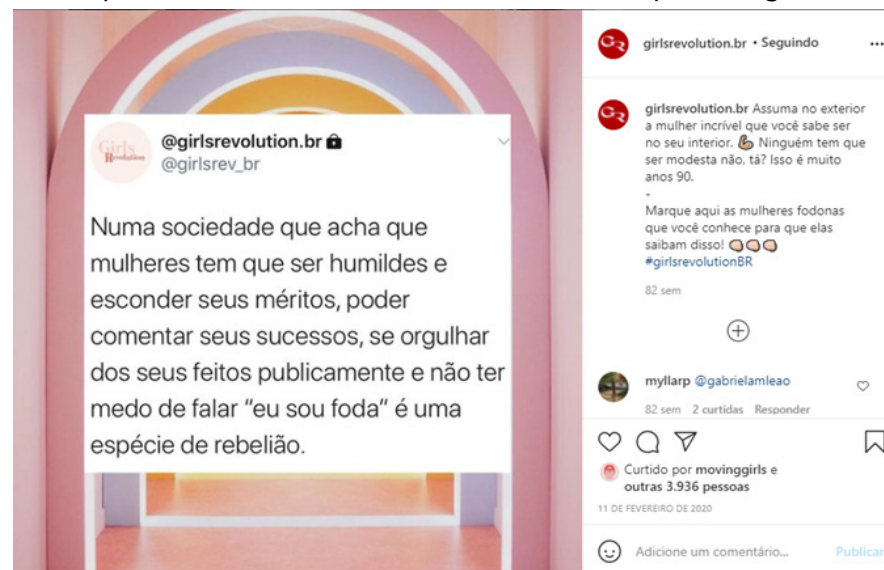 girlsrevolution.br • Seguindo
...
@girlsrevolution.br
@girlsrev_br
Numa sociedade que acha que
mulheres tem que ser humildes e
esconder seus méritos, poder
comentar seus sucessos, se orgulhar
dos seus feitos publicamente e não ter
medo de falar "eu sou foda" é uma
espécie de rebelião.
Girls
Revolution
GR
GR
girlsrevolution.br Assuma no exterior
a mulher incrível que você sabe ser
no seu interior. 💪🏽 Ninguém tem que
ser modesta não, tá? Isso é muito
anos 90.
-
Marque aqui as mulheres fodonas
que você conhece para que elas
saibam disso! 👊🏻👊🏻👊🏻
#girlsrevolutionBR
82 sem
myllarp @gabrielamleao
82 sem 2 curtidas Responder
Curtido por movinggirls e
outras 3.936 pessoas
11 DE FEVEREIRO DE 2020
Adicione um comentário... Publicar